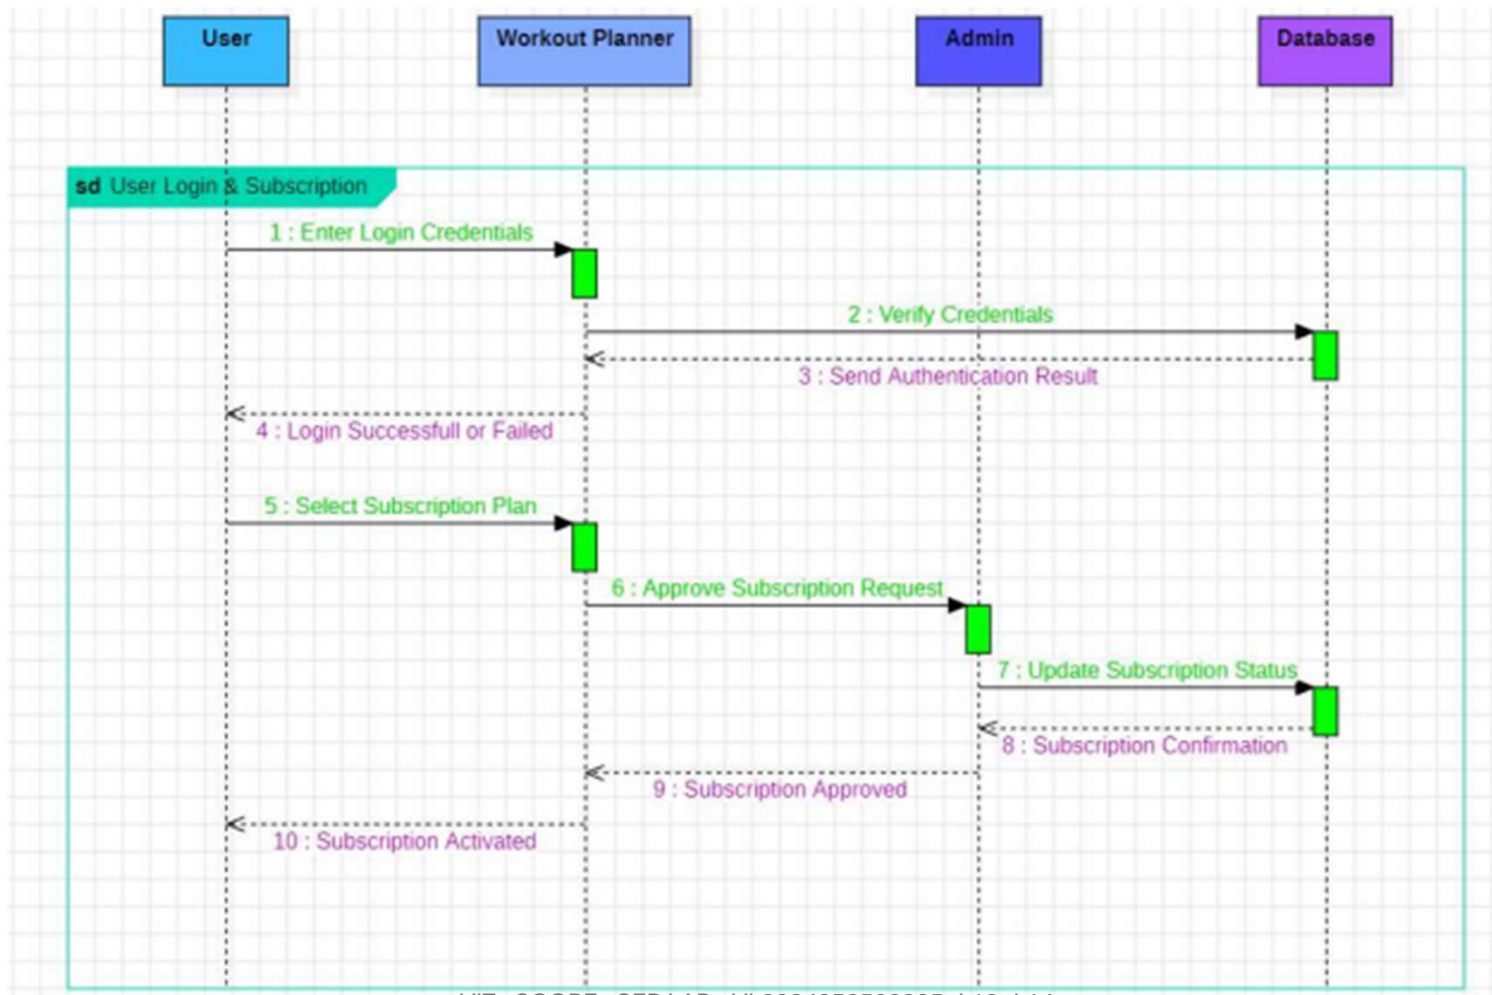 User
Workout Planner
Admin
Database
sd User Login & Subscription
1 : Enter Login Credentials
2 : Verify Credentials
3 : Send Authentication Result
4 : Login Successfull or Failed
5 : Select Subscription Plan
6 : Approve Subscription Request
7 : Update Subscription Status
8 : Subscription Confirmation
9 : Subscription Approved
10 : Subscription Activated